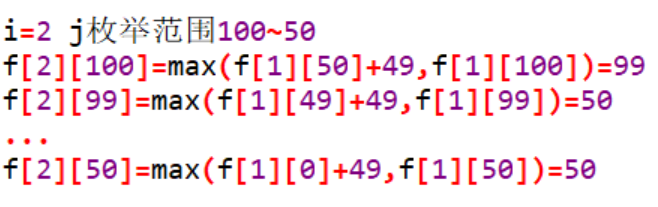 i=2 j枚举范围100~50
f[2][100]=max(f[1][50]+49,f[1][100])=99
f[2][99]=max(f[1][49]+49,f[1][99])=50
...
f[2][50]=max(f[1][0]+49,f[1][50])=50